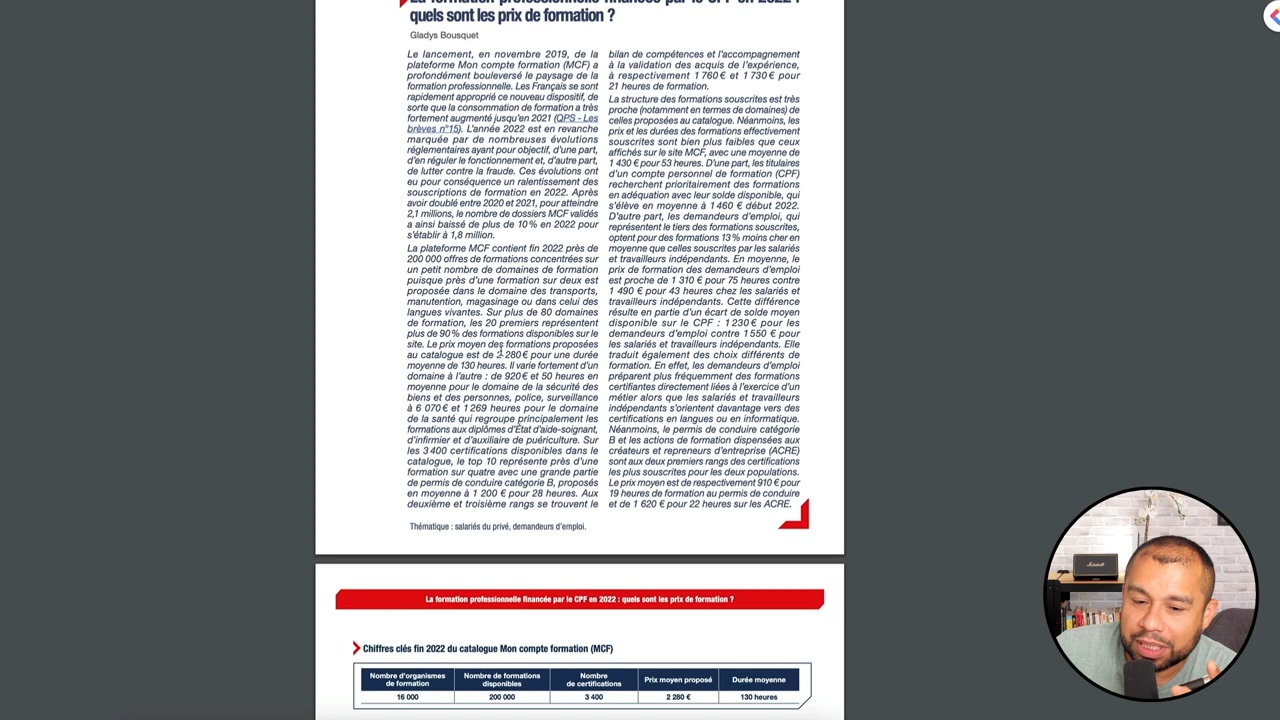 La formation professionnelle financée par le CPF en 2022 :
quels sont les prix de formation ?
Gladys Bousquet
Le lancement, en novembre 2019, de la
plateforme Mon compte formation (MCF) a
profondément bouleversé le paysage de la
formation professionnelle. Les Français se sont
rapidement approprié ce nouveau dispositif, de
sorte que la consommation de formation a très
fortement augmenté jusqu'en 2021 (QPS - Les
brèves n°15). L'année 2022 est en revanche
marquée par de nombreuses évolutions
réglementaires ayant pour objectif, d'une part,
d'en réguler le fonctionnement et, d'autre part,
de lutter contre la fraude. Ces évolutions ont
eu pour conséquence un ralentissement des
souscriptions de formation en 2022. Après
avoir doublé entre 2020 et 2021, pour atteindre
2,1 millions, le nombre de dossiers MCF validés
a ainsi baissé de plus de 10 % en 2022 pour
s'établir à 1,8 million.
La plateforme MCF contient fin 2022 près de
200 000 offres de formations concentrées sur
un petit nombre de domaines de formation
puisque près d'une formation sur deux est
proposée dans le domaine des transports,
manutention, magasinage ou dans celui des
langues vivantes. Sur plus de 80 domaines
de formation, les 20 premiers représentent
plus de 90 % des formations disponibles sur le
site. Le prix moyen des formations proposées
au catalogue est de 2 280 € pour une durée
moyenne de 130 heures. Il varie fortement d'un
domaine à l'autre : de 920 € et 50 heures en
moyenne pour le domaine de la sécurité des
biens et des personnes, police, surveillance
à 6 070 € et 1 269 heures pour le domaine
de la santé qui regroupe principalement les
formations aux diplômes d'État d'aide-soignant,
d'infirmier et d'auxiliaire de puériculture. Sur
les 3 400 certifications disponibles dans le
catalogue, le top 10 représente près d'une
formation sur quatre avec une grande partie
de permis de conduire catégorie B, proposés
en moyenne à 1 200 € pour 28 heures. Aux
deuxième et troisième rangs se trouvent le
bilan de compétences et l'accompagnement
à la validation des acquis de l'expérience,
à respectivement 1 760 € et 1 730 € pour
21 heures de formation.
La structure des formations souscrites est très
proche (notamment en termes de domaines) de
celles proposées au catalogue. Néanmoins, les
prix et les durées des formations effectivement
souscrites sont bien plus faibles que ceux
affichés sur le site MCF, avec une moyenne de
1 430 € pour 53 heures. D'une part, les titulaires
d'un compte personnel de formation (CPF)
recherchent prioritairement des formations
en adéquation avec leur solde disponible, qui
s'élève en moyenne à 1 460 € début 2022.
D'autre part, les demandeurs d'emploi, qui
représentent le tiers des formations souscrites,
optent pour des formations 13 % moins cher en
moyenne que celles souscrites par les salariés
et travailleurs indépendants. En moyenne, le
prix de formation des demandeurs d'emploi
est proche de 1 310 € pour 75 heures contre
1 490 € pour 43 heures chez les salariés et
travailleurs indépendants. Cette différence
résulte en partie d'un écart de solde moyen
disponible sur le CPF : 1 230 € pour les
demandeurs d'emploi contre 1 550 € pour
les salariés et travailleurs indépendants. Elle
traduit également des choix différents de
formation. En effet, les demandeurs d'emploi
préparent plus fréquemment des formations
certifiantes directement liées à l'exercice d'un
métier alors que les salariés et travailleurs
indépendants s'orientent davantage vers des
certifications en langues ou en informatique.
Néanmoins, le permis de conduire catégorie
B et les actions de formation dispensées aux
créateurs et repreneurs d'entreprise (ACRE)
sont aux deux premiers rangs des certifications
les plus souscrites pour les deux populations.
Le prix moyen est de respectivement 910 € pour
19 heures de formation au permis de conduire
et de 1 620 € pour 22 heures sur les ACRE.
Thématique : salariés du privé, demandeurs d'emploi.
La formation professionnelle financée par le CPF en 2022 : quels sont les prix de formation ?
Chiffres clés fin 2022 du catalogue Mon compte formation (MCF)
Nombre d'organismes de formation Nombre de formations disponibles Nombre de certifications Prix moyen proposé Durée moyenne
16 000 200 000 3 400 2 280 € 130 heures
Marshall